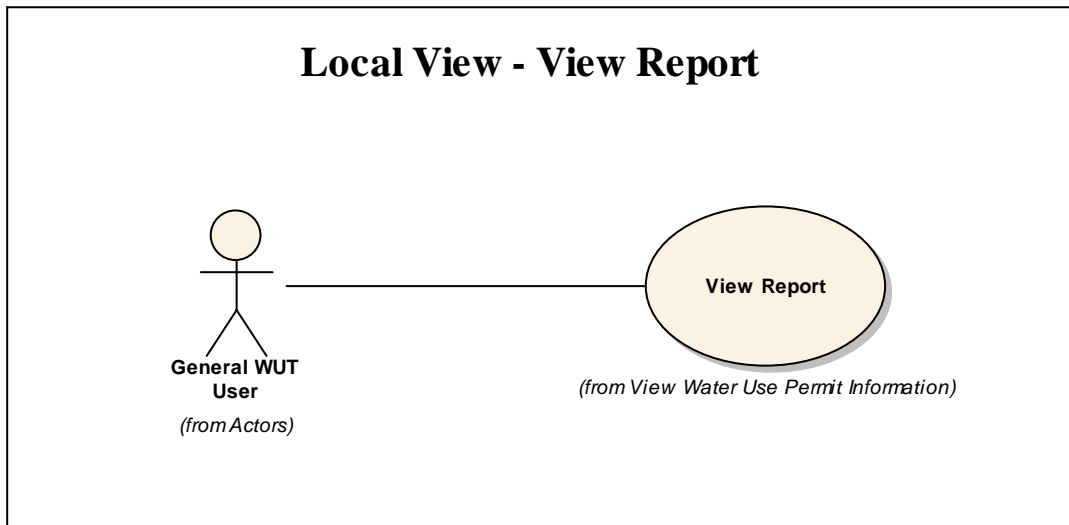 Local View - View Report
View Report
General WUT
User
(from View Water Use Permit Information)
(from Actors)